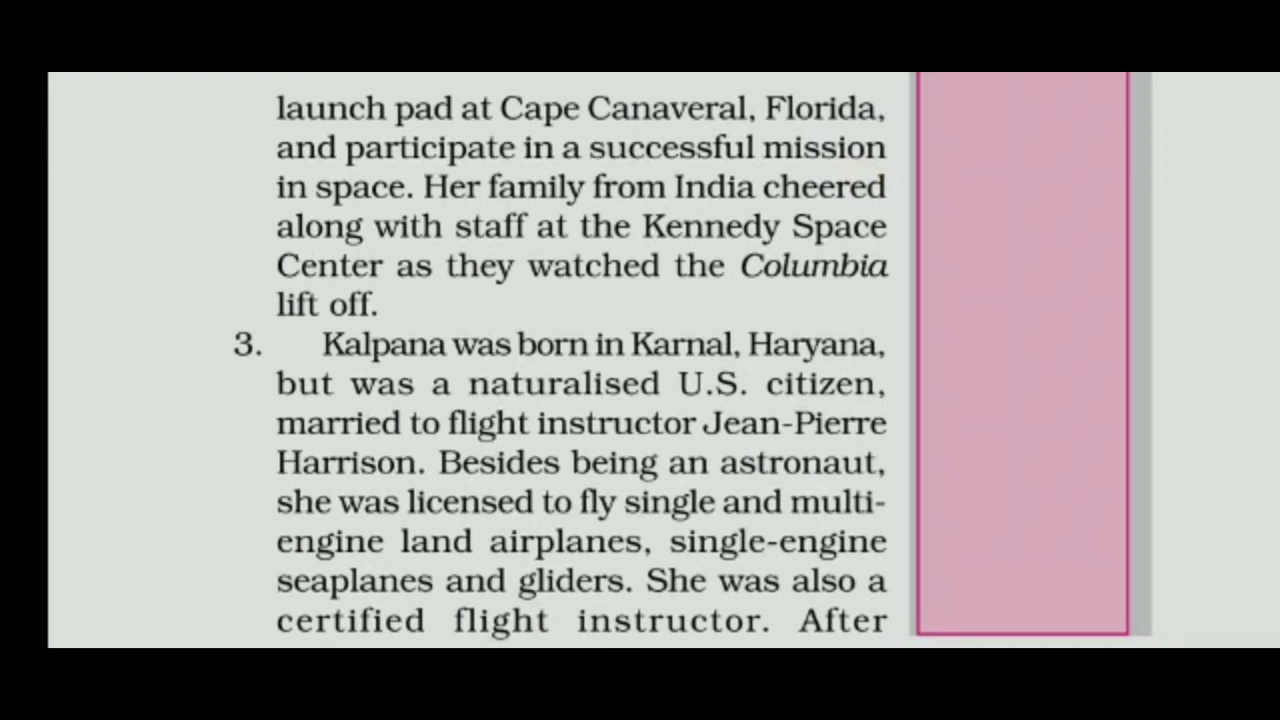 launch pad at Cape Canaveral, Florida,
and participate in a successful mission
in space. Her family from India cheered
along with staff at the Kennedy Space
Center as they watched the Columbia
lift off.
3. Kalpana was born in Karnal, Haryana,
but was a naturalised U.S. citizen,
married to flight instructor Jean-Pierre
Harrison. Besides being an astronaut,
she was licensed to fly single and multi-
engine land airplanes, single-engine
seaplanes and gliders. She was also a
certified flight instructor. After